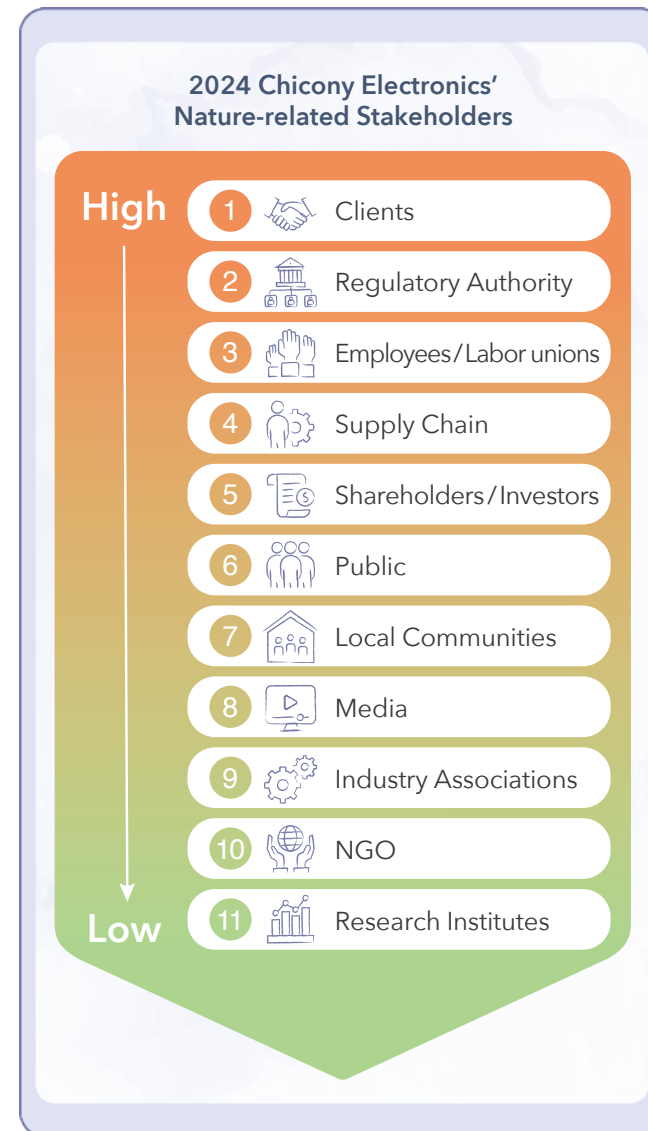 2024 Chicony Electronics’
Nature-related Stakeholders
High
1 Clients
2 Regulatory Authority
3 Employees/Labor unions
4 Supply Chain
5 Shareholders/Investors
6 Public
7 Local Communities
8 Media
9 Industry Associations
10 NGO
Low
11 Research Institutes